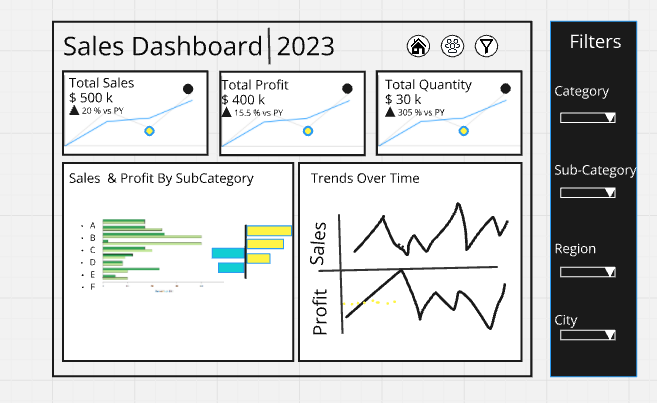 Sales Dashboard 2023
Filters
Total Sales
$ 500 k
20 % vs PY
Total Profit
$ 400 k
15.5 % vs PY
Total Quantity
$ 30 k
305 % vs PY
Category
Sub-Category
Region
City
Sales & Profit By SubCategory
A
B
C
D
E
F
Trends Over Time
Sales
Profit